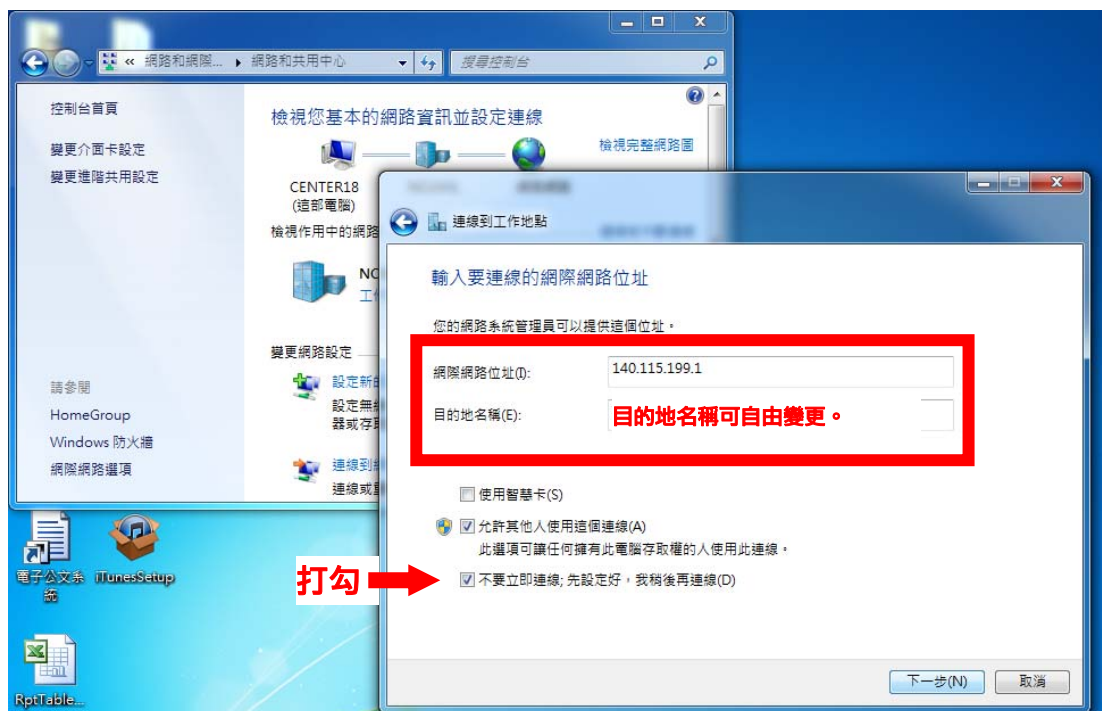 « 網路和網際... ▸ 網路和共用中心
搜尋控制台
控制台首頁
變更介面卡設定
變更進階共用設定
請參閱
HomeGroup
Windows 防火牆
網際網路選項
檢視您基本的網路資訊並設定連線
檢視完整網路圖
CENTER18
(這部電腦)
檢視作用中的網路
NC
工
變更網路設定
設定新的
設定無線
器或存取
連線到網
連線或重
連線到工作地點
輸入要連線的網際網路位址
您的網路系統管理員可以提供這個位址。
網際網路位址(I):
140.115.199.1
目的地名稱(E):
目的地名稱可自由變更。
使用智慧卡(S)
允許其他人使用這個連線(A)
此選項可讓任何擁有此電腦存取權的人使用此連線。
打勾
不要立即連線; 先設定好，我稍後再連線(D)
下一步(N)
取消
電子公文系
統
iTunesSetup
RptTable...